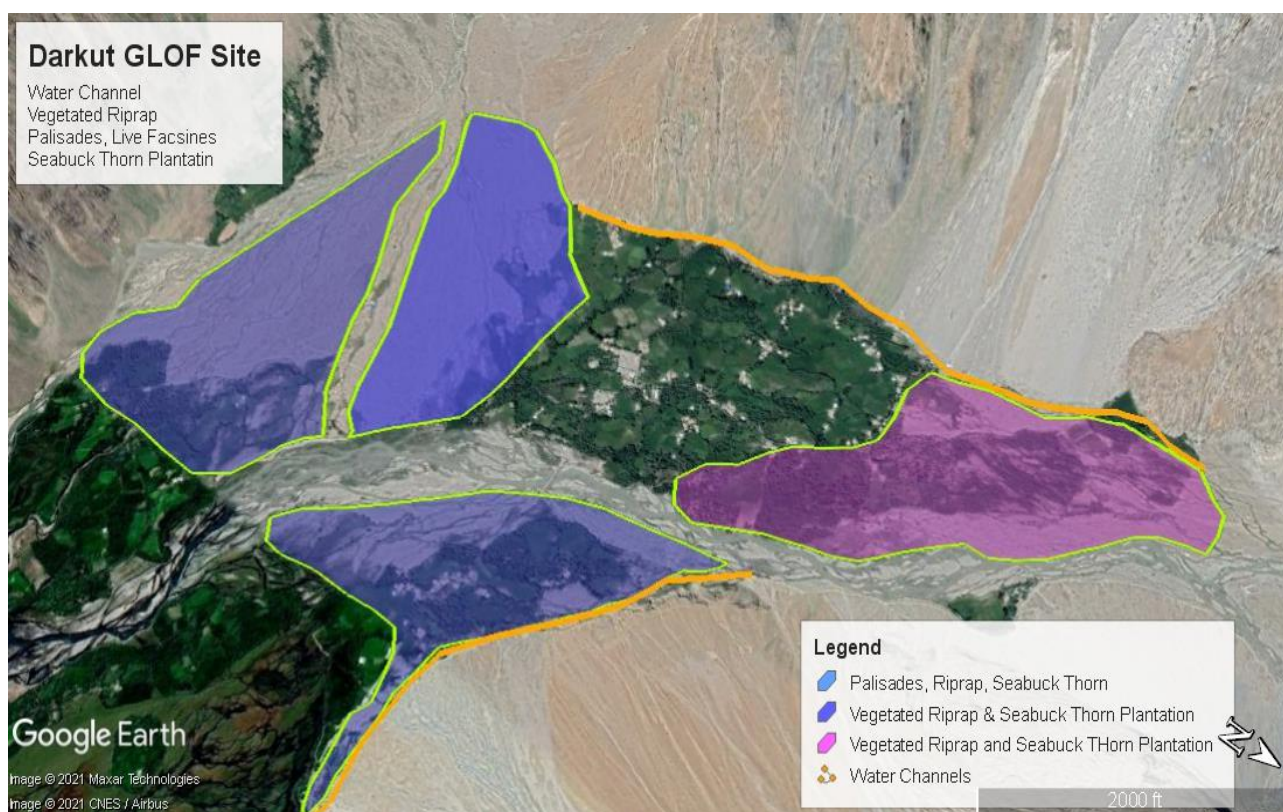 Darkut GLOF Site
Water Channel
Vegetated Riprap
Palisades, Live Facsines
Seabuck Thorn Plantatin
Legend
Palisades, Riprap, Seabuck Thorn
Vegetated Riprap & Seabuck Thorn Plantation
Vegetated Riprap and Seabuck THorn Plantation
Water Channels
N
Google Earth
Image © 2021 Maxar Technologies
Image © 2021 CNES / Airbus
2000 ft